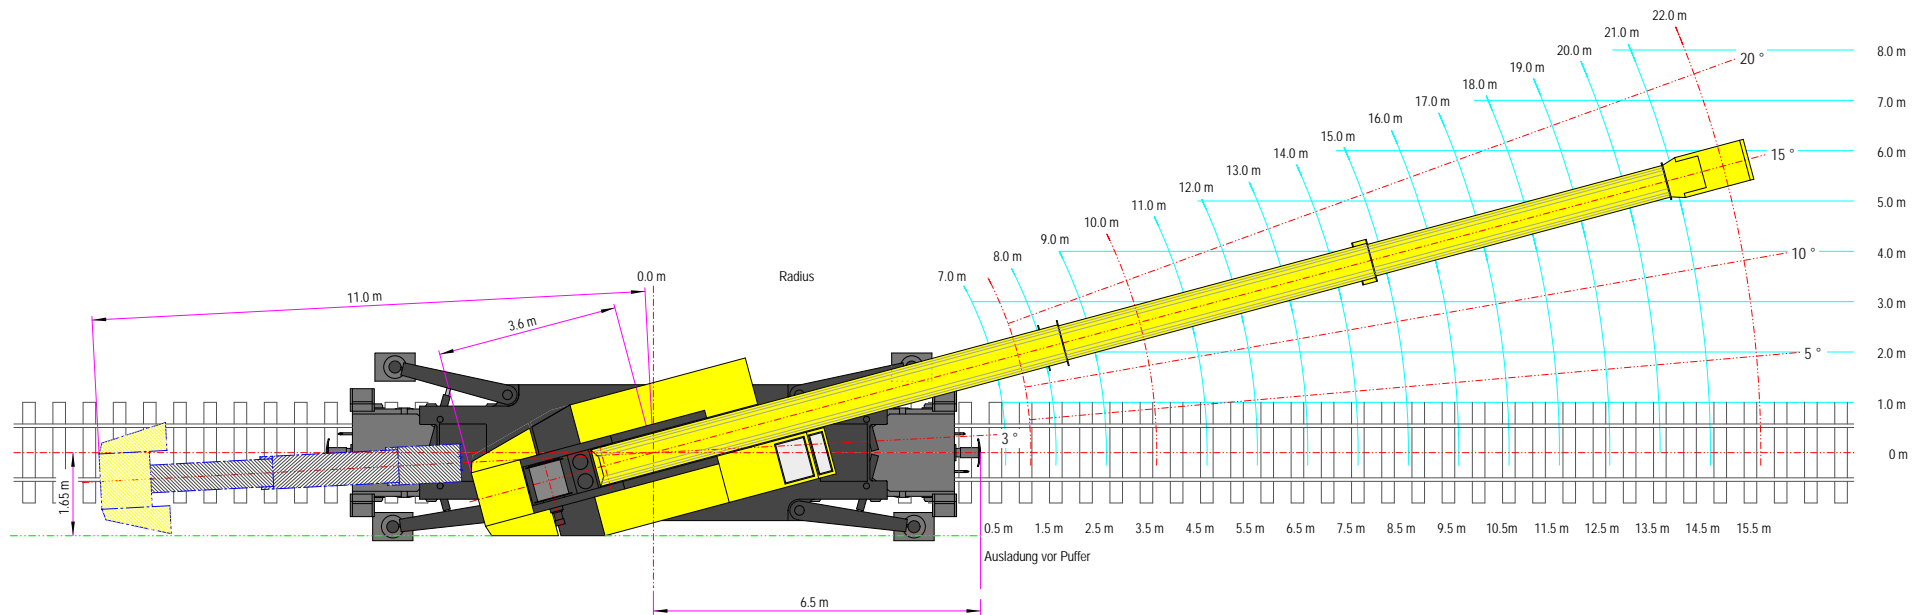 22.0 m
21.0 m
20.0 m
19.0 m
18.0 m
17.0 m
16.0 m
15.0 m
14.0 m
13.0 m
12.0 m
11.0 m
10.0 m
9.0 m
8.0 m
7.0 m
20 °
15 °
10 °
5 °
3 °
8.0 m
7.0 m
6.0 m
5.0 m
4.0 m
3.0 m
2.0 m
1.0 m
0 m
0.0 m
Radius
11.0 m
3.6 m
1.65 m
0.5 m 1.5 m 2.5 m 3.5 m 4.5 m 5.5 m 6.5 m 7.5 m 8.5 m 9.5 m 10.5 m 11.5 m 12.5 m 13.5 m 14.5 m 15.5 m
Ausladung vor Puffer
6.5 m